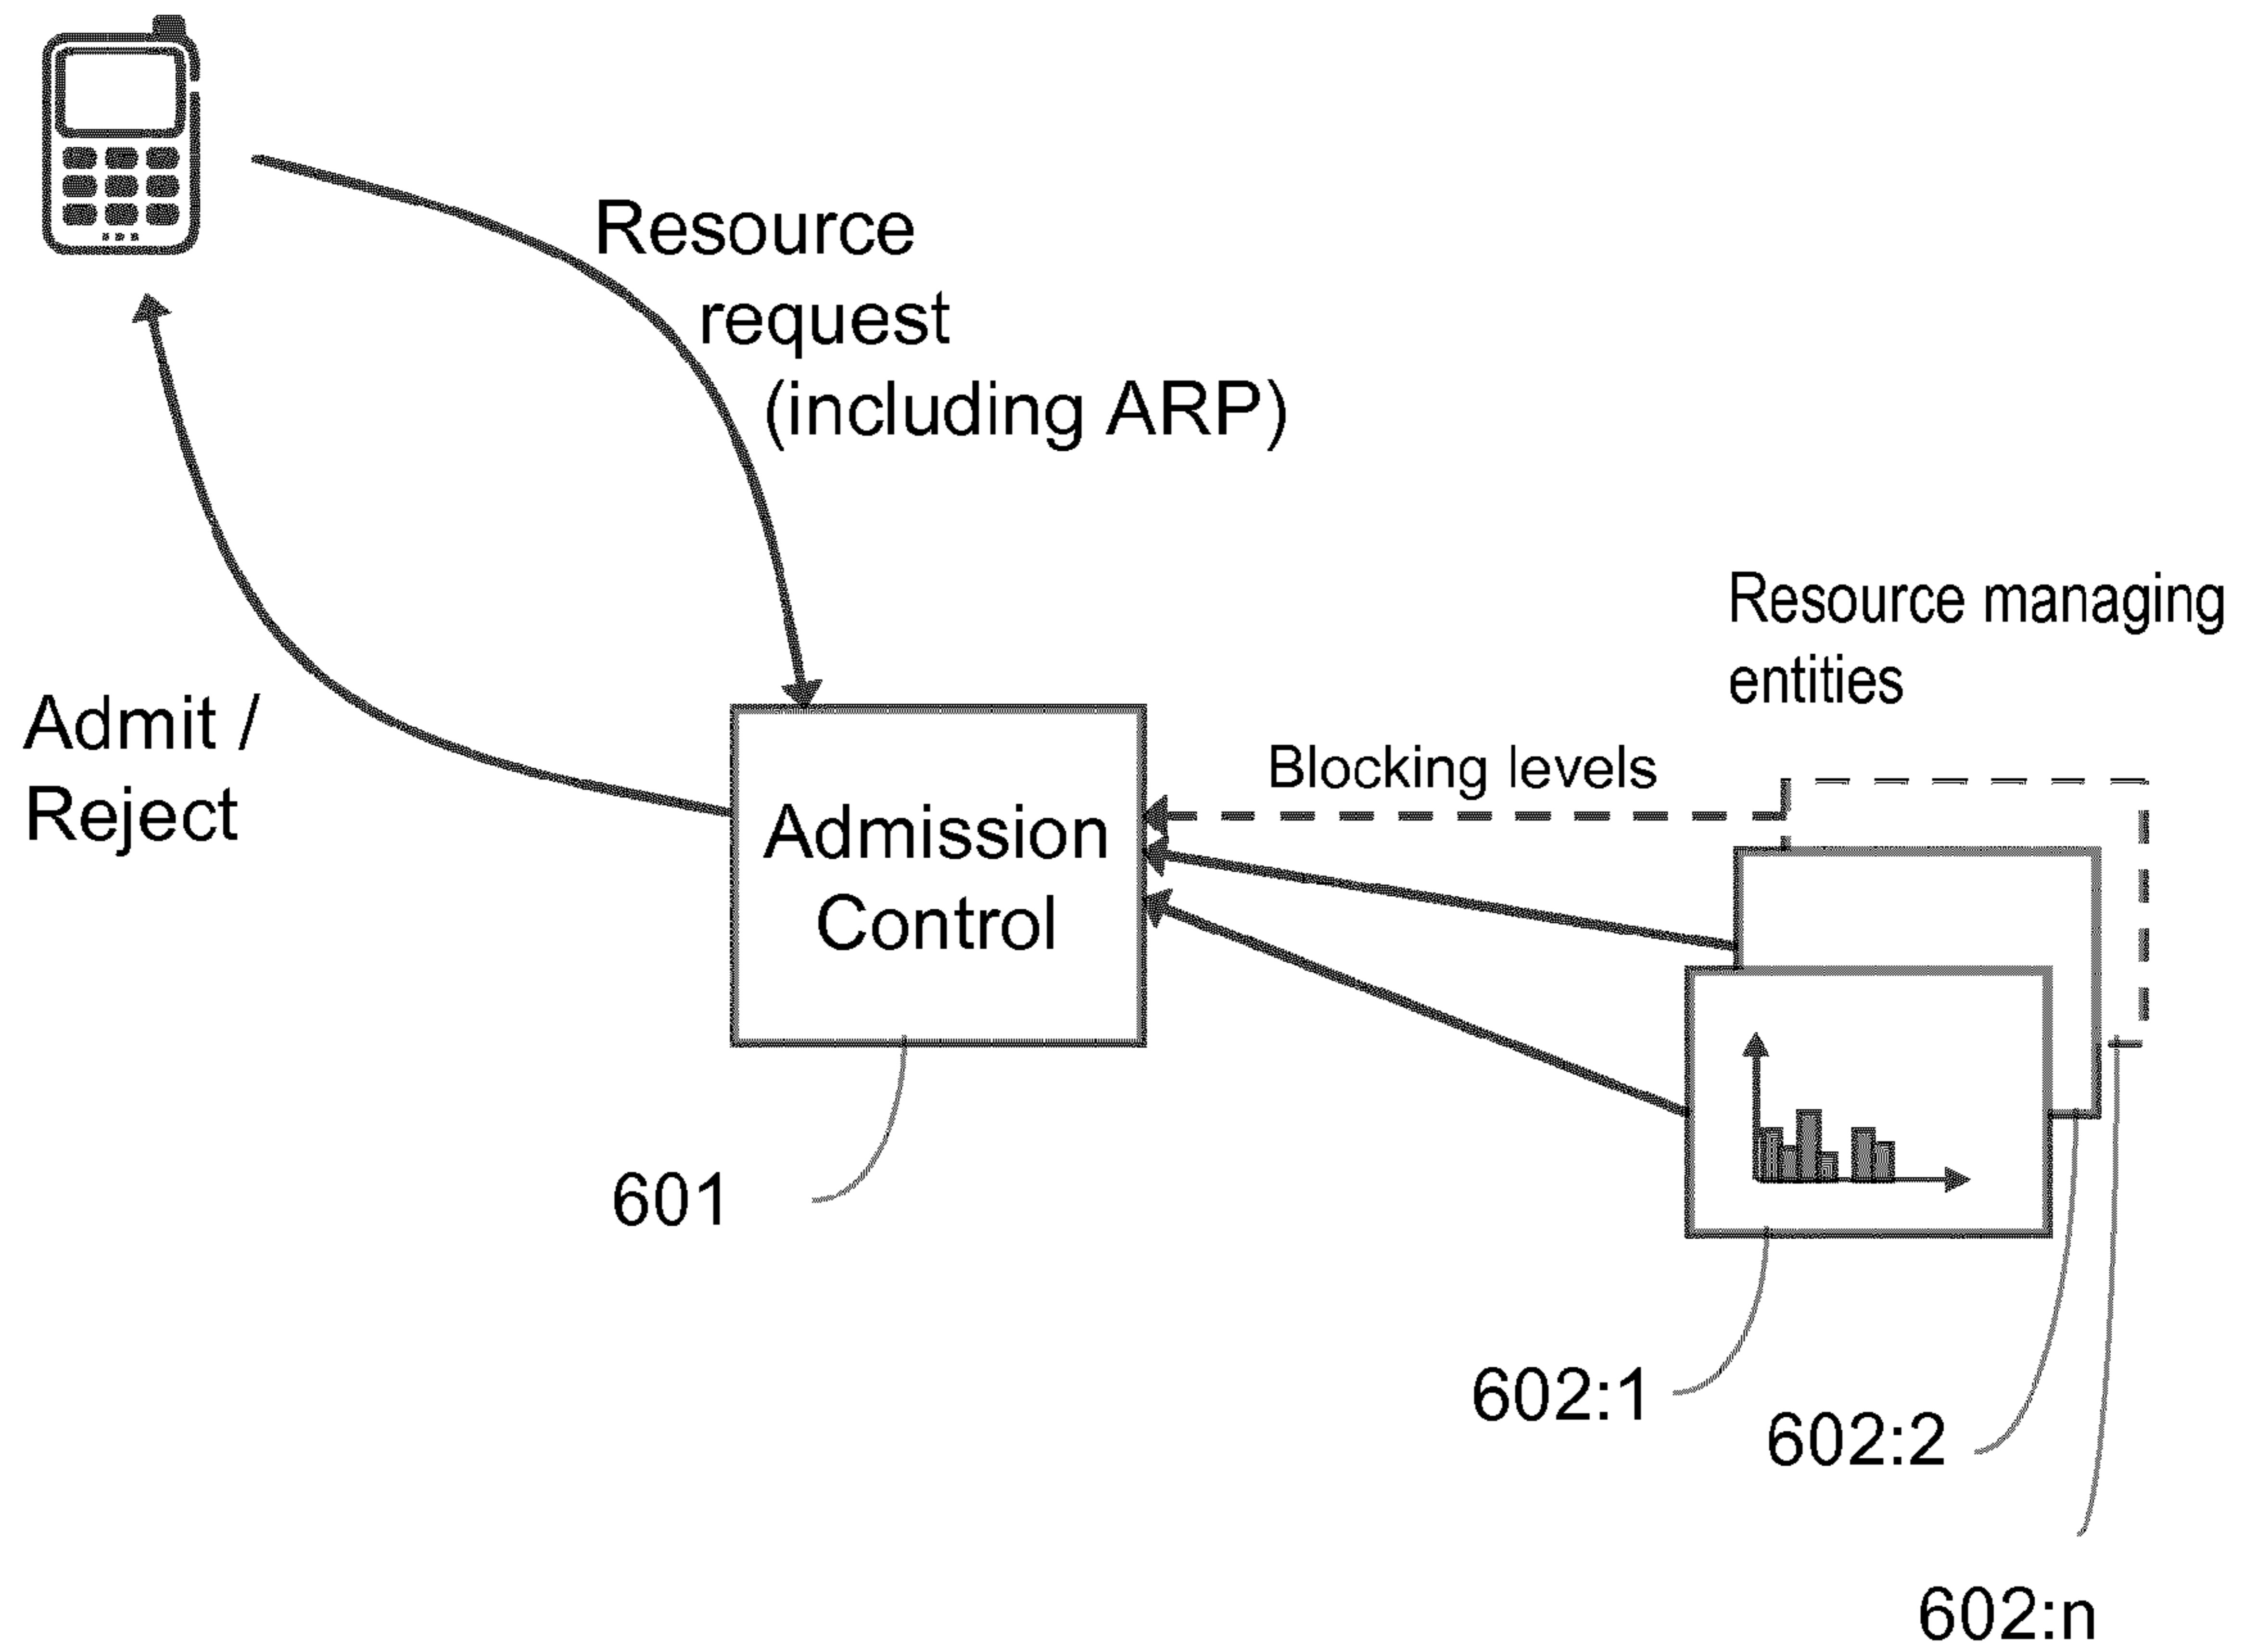 Resource
request
(including ARP)
Resource managing
entities
Admit /
Reject
Blocking levels
Admission
Control
601
602:1
602:2
602:n